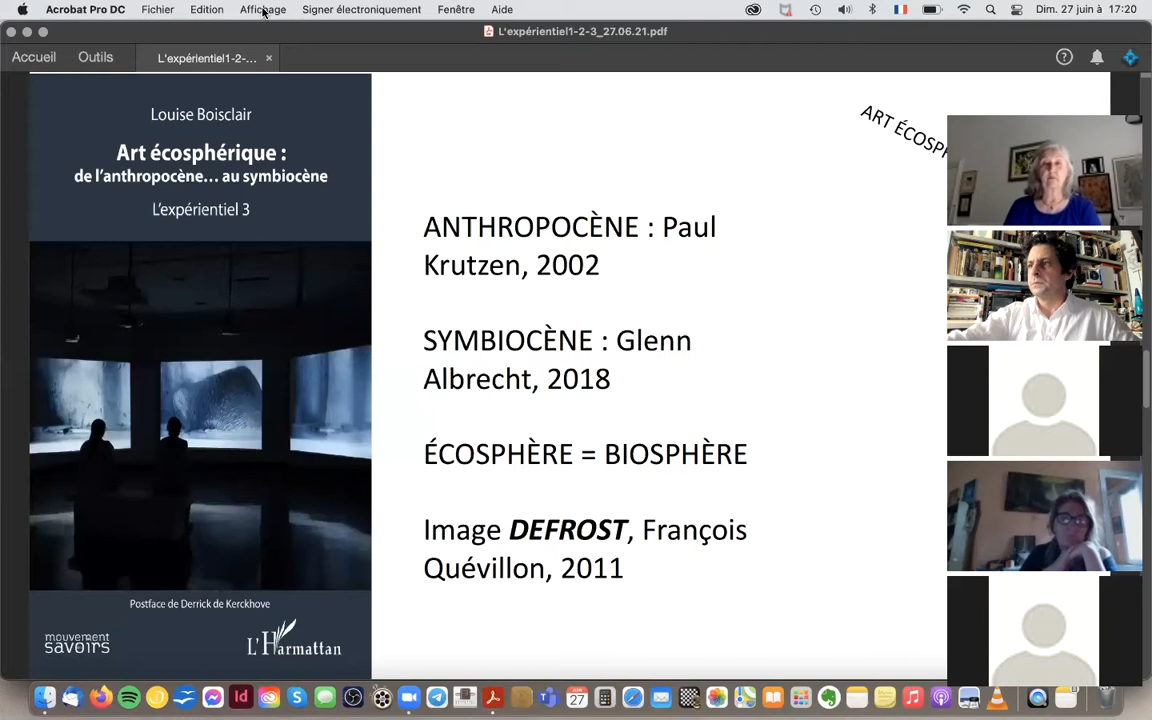 Acrobat Pro DC Fichier Edition Affichage Signer électroniquement Fenêtre Aide Dim. 27 juin à 17:20
L'expérientiel1-2-3_27.06.21.pdf
Accueil Outils L'expérientiel1-2-...
Louise Boisclair
Art écosphérique :
de l'anthropocène... au symbiocène
L'expérientiel 3
Postface de Derrick de Kerckhove
mouvement
savoirs
L'Harmattan
ART ÉCOSPH
ANTHROPOCÈNE : Paul
Krutzen, 2002
SYMBIOCÈNE : Glenn
Albrecht, 2018
ÉCOSPHÈRE = BIOSPHÈRE
Image DEFROST, François
Quévillon, 2011